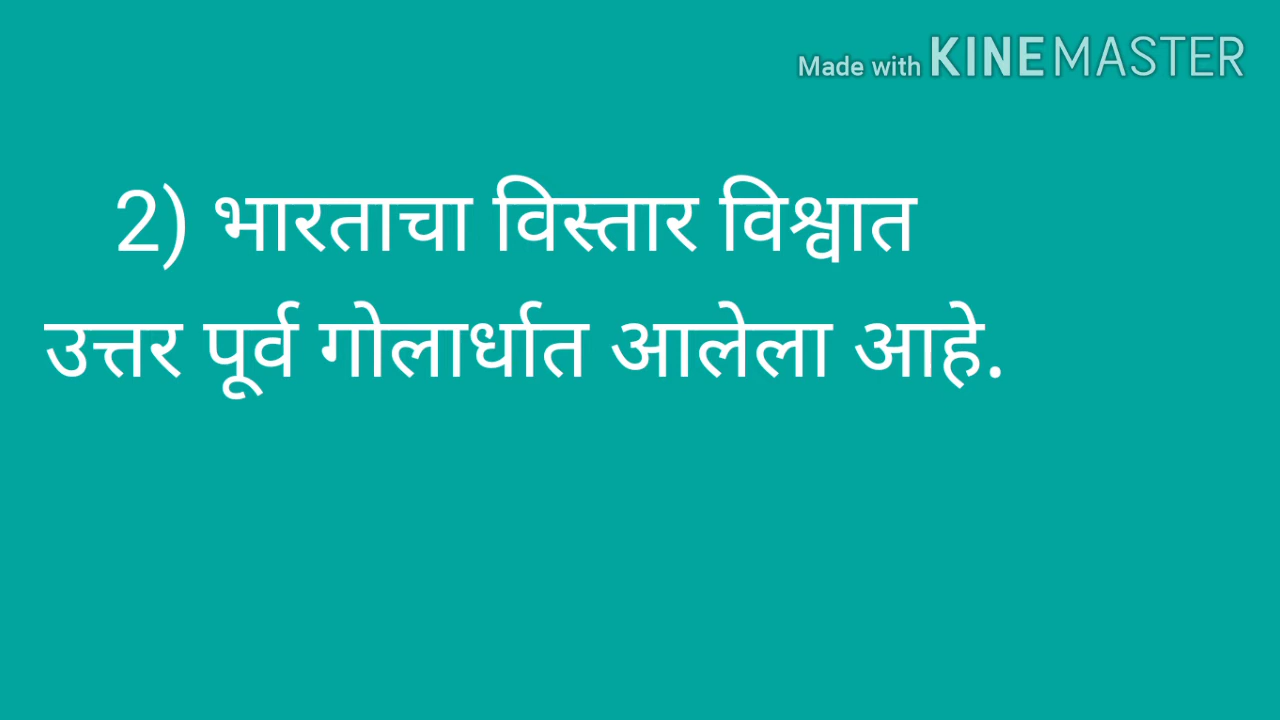 Made with KINEMASTER
2) भारताचा विस्तार विश्वात
उत्तर पूर्व गोलार्धात आलेला आहे.